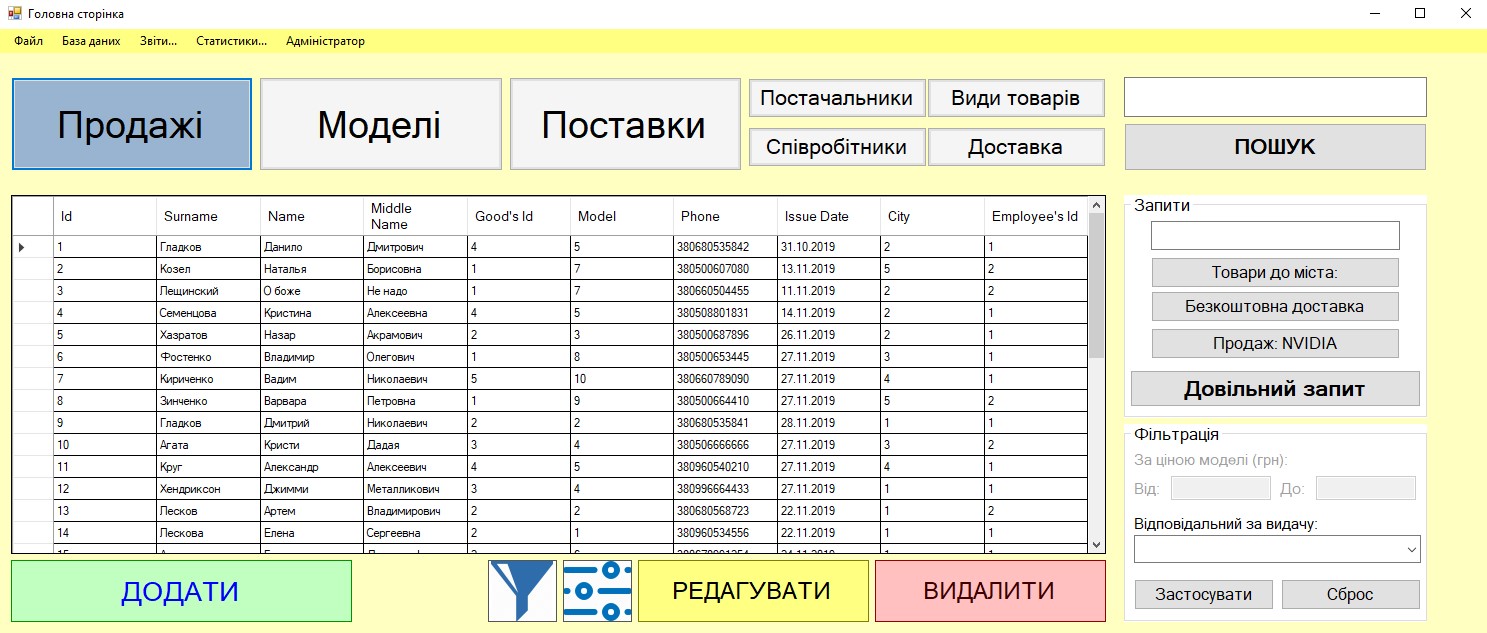 Головна сторінка
Файл База даних Звіти... Статистики... Адміністратор
Продажі Моделі Поставки Постачальники Види товарів
Співробітники Доставка ПОШУК
Id Surname Name Middle Name Good's Id Model Phone Issue Date City Employee's Id
1 Гладков Данило Дмитрович 4 5 380680535842 31.10.2019 2 1
2 Козел Наталья Борисовна 1 7 380500607080 13.11.2019 5 2
3 Лещинский О боже Не надо 1 7 380660504455 11.11.2019 2 2
4 Семенцова Кристина Алексеевна 4 5 380508801831 14.11.2019 2 1
5 Хазратов Назар Акрамович 2 3 380500687896 26.11.2019 2 1
6 Фостенко Владимир Олегович 1 8 380500653445 27.11.2019 3 1
7 Кириченко Вадим Николаевич 5 10 380660789090 27.11.2019 4 1
8 Зинченко Варвара Петровна 1 9 380500664410 27.11.2019 5 2
9 Гладков Дмитрий Николаевич 2 2 380680535841 28.11.2019 1 1
10 Агата Кристи Дадая 3 4 380506666666 27.11.2019 3 2
11 Круг Александр Алексеевич 4 5 380960540210 27.11.2019 4 1
12 Хендриксон Джимми Металликович 3 4 380996664433 27.11.2019 1 1
13 Лесков Артем Владимирович 2 2 380680568723 22.11.2019 1 2
14 Лескова Елена Сергеевна 2 1 380960534556 22.11.2019 1 1
Запити
Товари до міста:
Безкоштовна доставка
Продаж: NVIDIA
Довільний запит
Фільтрація
За ціною моделі (грн):
Від: До:
Відповідальний за видачу:
Застосувати Сброс
ДОДАТИ РЕДАГУВАТИ ВИДАЛИТИ